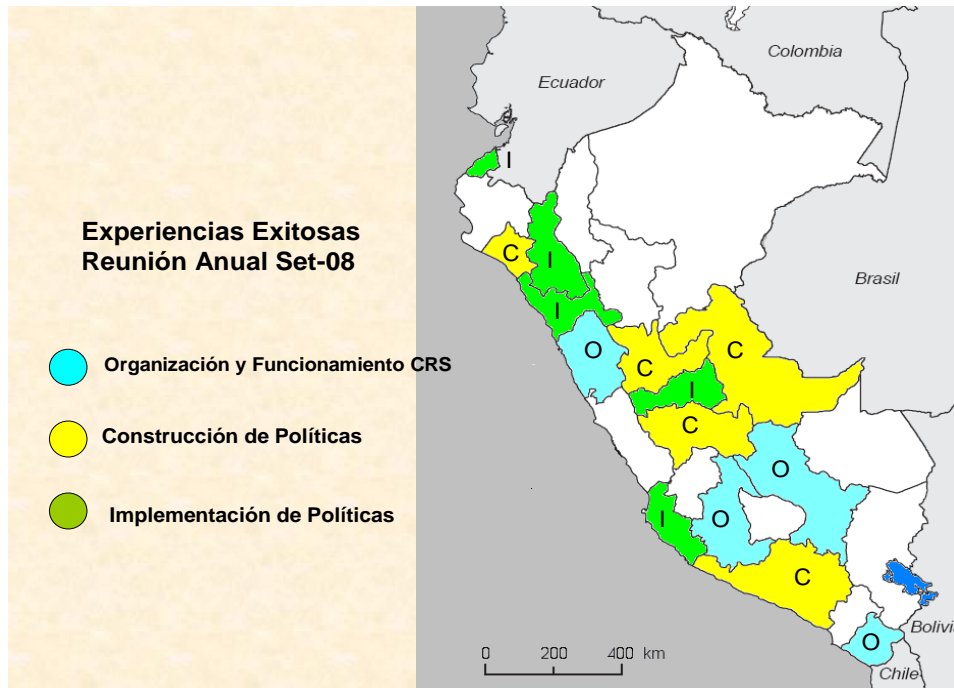 Experiencias Exitosas
Reunión Anual Set-08
Organización y Funcionamiento CRS
Construcción de Políticas
Implementación de Políticas
Colombia
Ecuador
I
Brasil
C
I
I
O
C
C
I
C
O
O
I
C
O
Bolivi
Chile
0 200 400 km